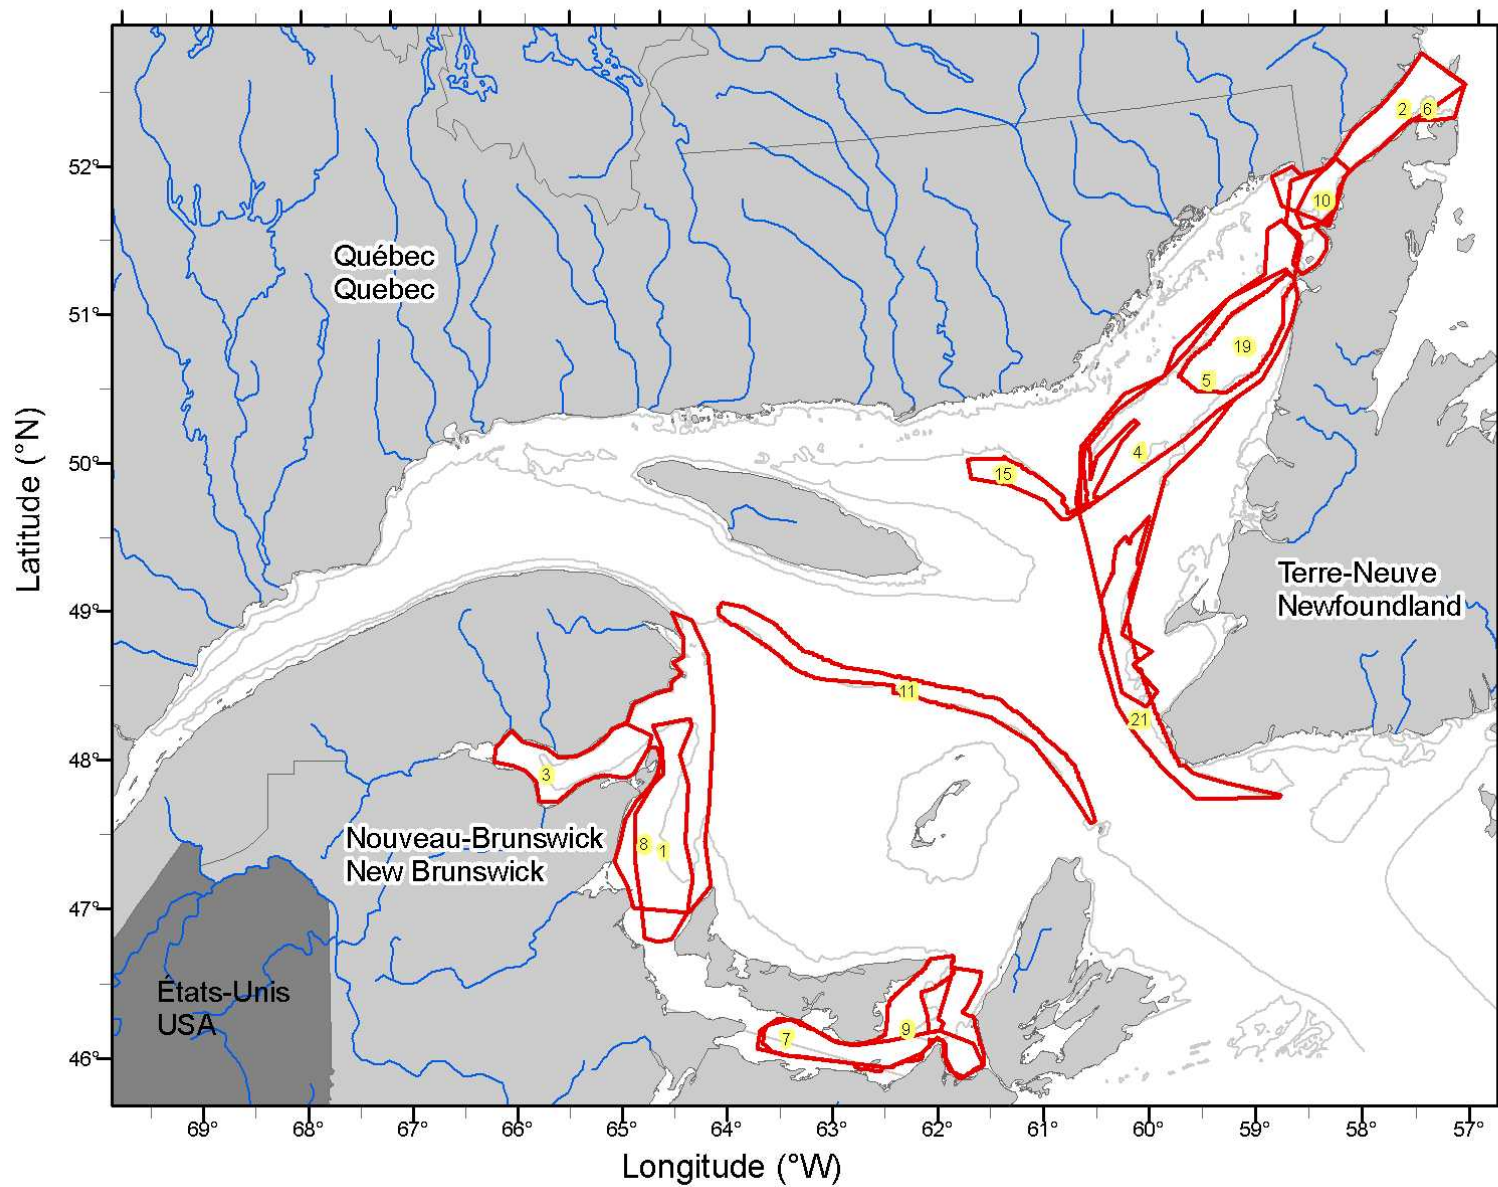 2 6
52°
10
Québec
Quebec
51°
19
5
Latitude (°N)
50°
4
15
Terre-Neuve
Newfoundland
49°
11
21
48°
3
Nouveau-Brunswick
New Brunswick
8
1
47°
États-Unis
USA
9
7
46°
69° 68° 67° 66° 65° 64° 63° 62° 61° 60° 59° 58° 57°
Longitude (°W)